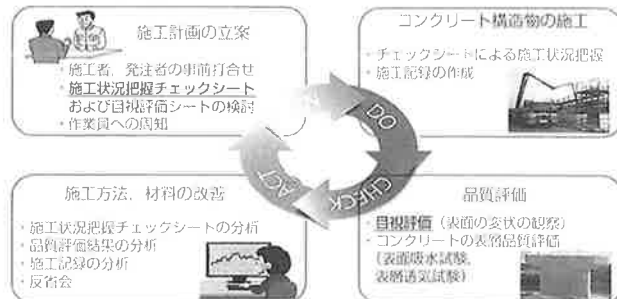 施工計画の立案
・施工者、発注者の事前打合せ
・施工状況把握チェックシート
および目視評価シートの検討
・作業員への周知
コンクリート構造物の施工
・チェックシートによる施工状況把握
・施工記録の作成
DO
CHECK
ACT
施工方法、材料の改善
・施工状況把握チェックシートの分析
・品質評価結果の分析
・施工記録の分析
・反省会
品質評価
・目視評価（表面の変状の観察）
・コンクリートの表層品質評価
（表面吸水試験、
表層透気試験）